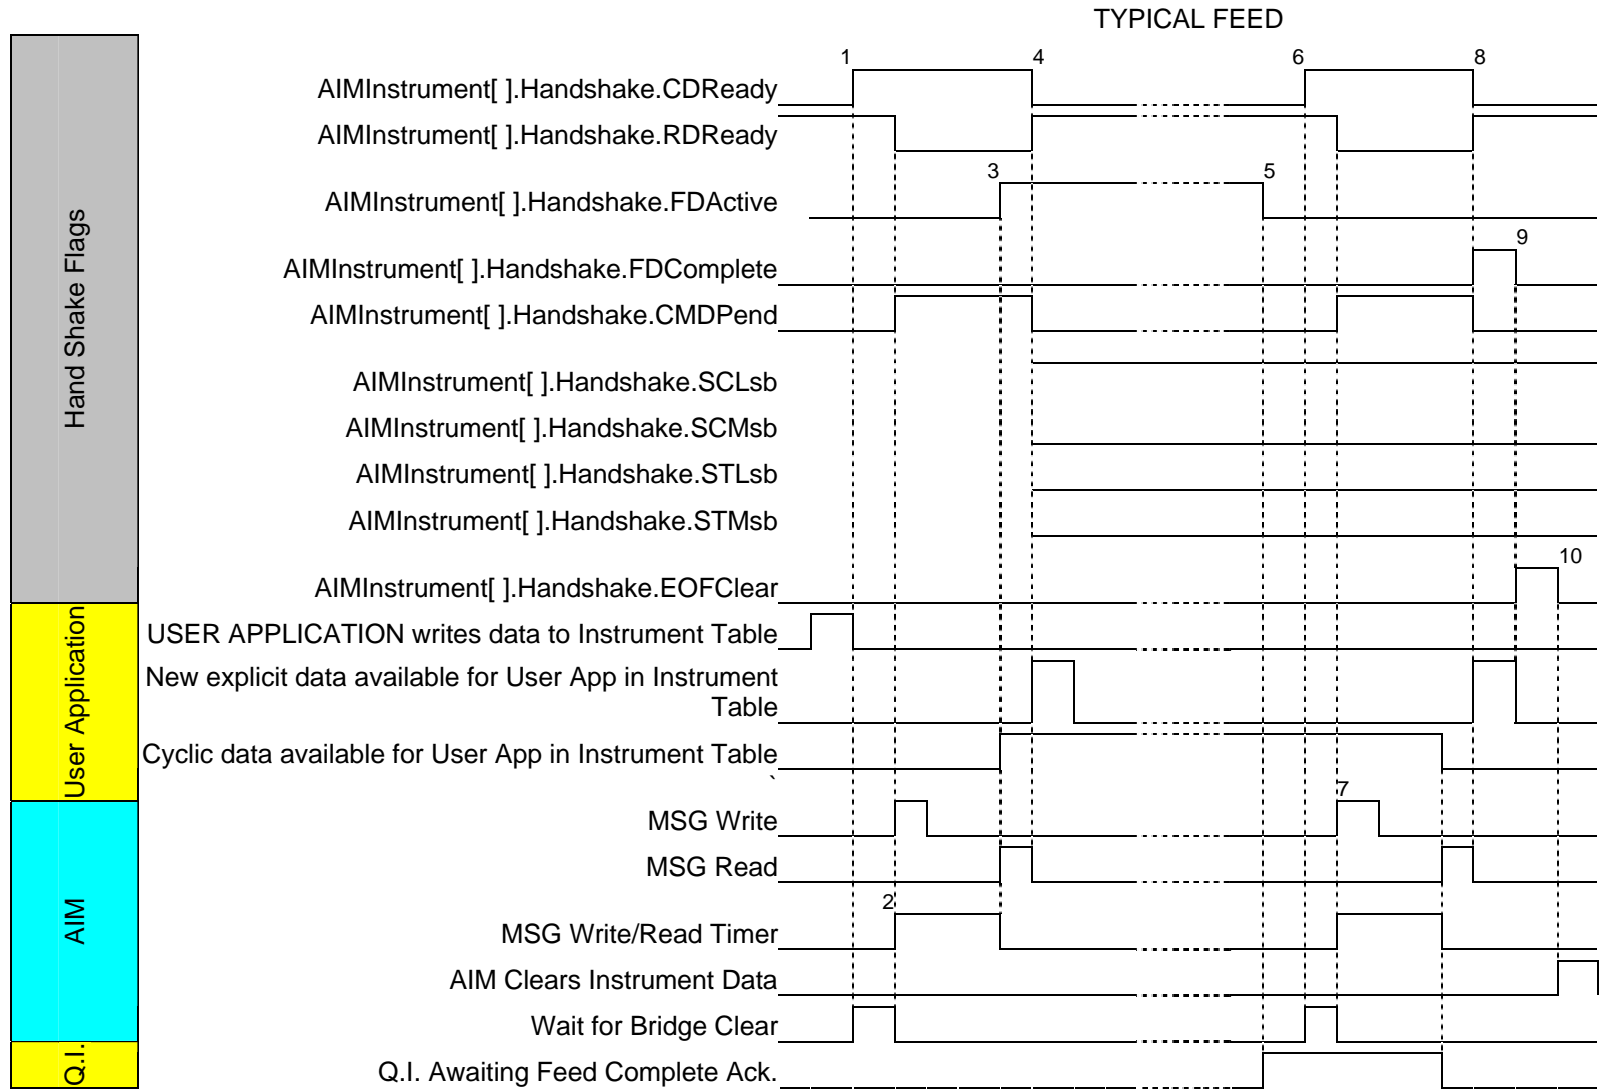 TYPICAL FEED
1
4
6
8
AIMInstrument[ ].Handshake.CDReady
AIMInstrument[ ].Handshake.RDReady
3
5
AIMInstrument[ ].Handshake.FDActive
9
AIMInstrument[ ].Handshake.FDComplete
AIMInstrument[ ].Handshake.CMDPend
Hand Shake Flags
AIMInstrument[ ].Handshake.SCLsb
AIMInstrument[ ].Handshake.SCMsb
AIMInstrument[ ].Handshake.STLsb
AIMInstrument[ ].Handshake.STMsb
10
AIMInstrument[ ].Handshake.EOFClear
User Application
USER APPLICATION writes data to Instrument Table
New explicit data available for User App in Instrument
Table
Cyclic data available for User App in Instrument Table
`
7
MSG Write
MSG Read
AIM
2
MSG Write/Read Timer
AIM Clears Instrument Data
Wait for Bridge Clear
Q.I.
Q.I. Awaiting Feed Complete Ack.